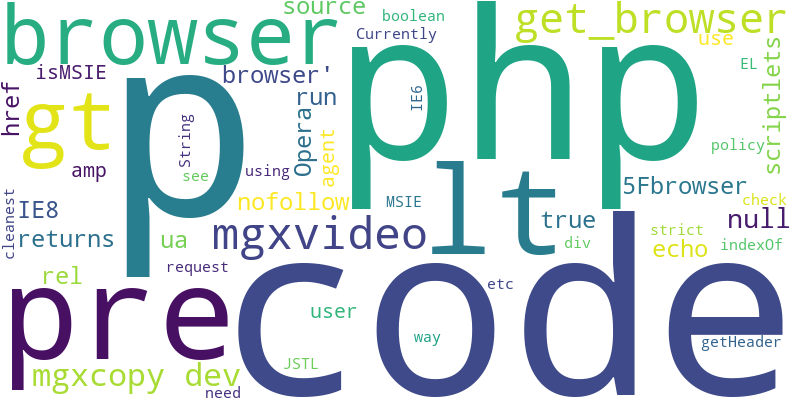 source
boolean
get_browser
browser
Currently
use
isMSIE
browser'
php
EL
scriptlets
href
gt
run
IE6
p
Opera
String
agent
policy
amp
see
using
lt
5Fbrowser
IE8
nofollow
MSIE
check
cleanest
returns
ua
mgxvideo
true
null
strict
div
echo
indexOf
rel
request
pre
code
etc
user
way
getHeader
JSTL
mgxcopy dev
need